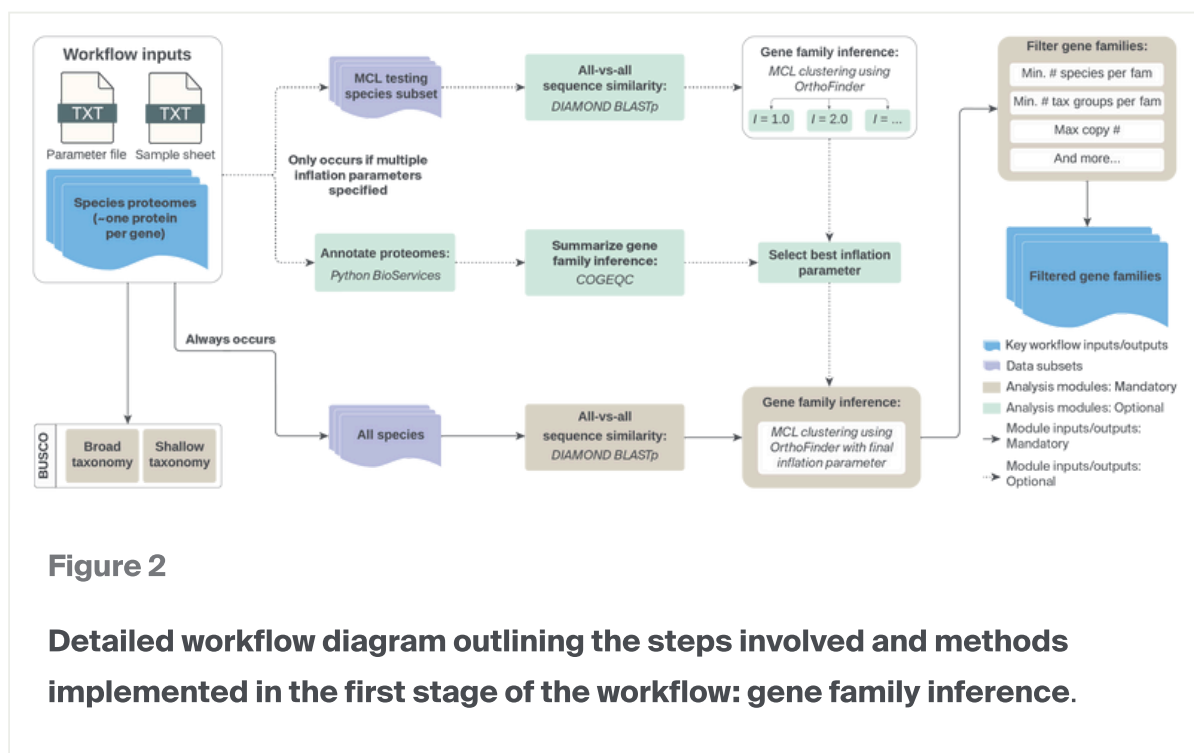 Workflow inputs
TXT
TXT
Parameter file
Sample sheet
Species proteomes
(~one protein
per gene)
Only occurs if multiple
inflation parameters
specified
MCL testing
species subset
All-vs-all
sequence similarity:
DIAMOND BLASTp
Gene family inference:
MCL clustering using
OrthoFinder
I = 1.0
I = 2.0
I = ...
Annotate proteomes:
Python BioServices
Summarize gene
family inference:
COGEQC
Select best inflation
parameter
Always occurs
BUSCO
Broad
taxonomy
Shallow
taxonomy
All species
All-vs-all
sequence similarity:
DIAMOND BLASTp
Gene family inference:
MCL clustering using
OrthoFinder with final
inflation parameter
Filter gene families:
Min. # species per fam
Min. # tax groups per fam
Max copy #
And more...
Filtered gene families
Key workflow inputs/outputs
Data subsets
Analysis modules: Mandatory
Analysis modules: Optional
Module inputs/outputs:
Mandatory
Module inputs/outputs:
Optional
Figure 2
Detailed workflow diagram outlining the steps involved and methods
implemented in the first stage of the workflow: gene family inference.